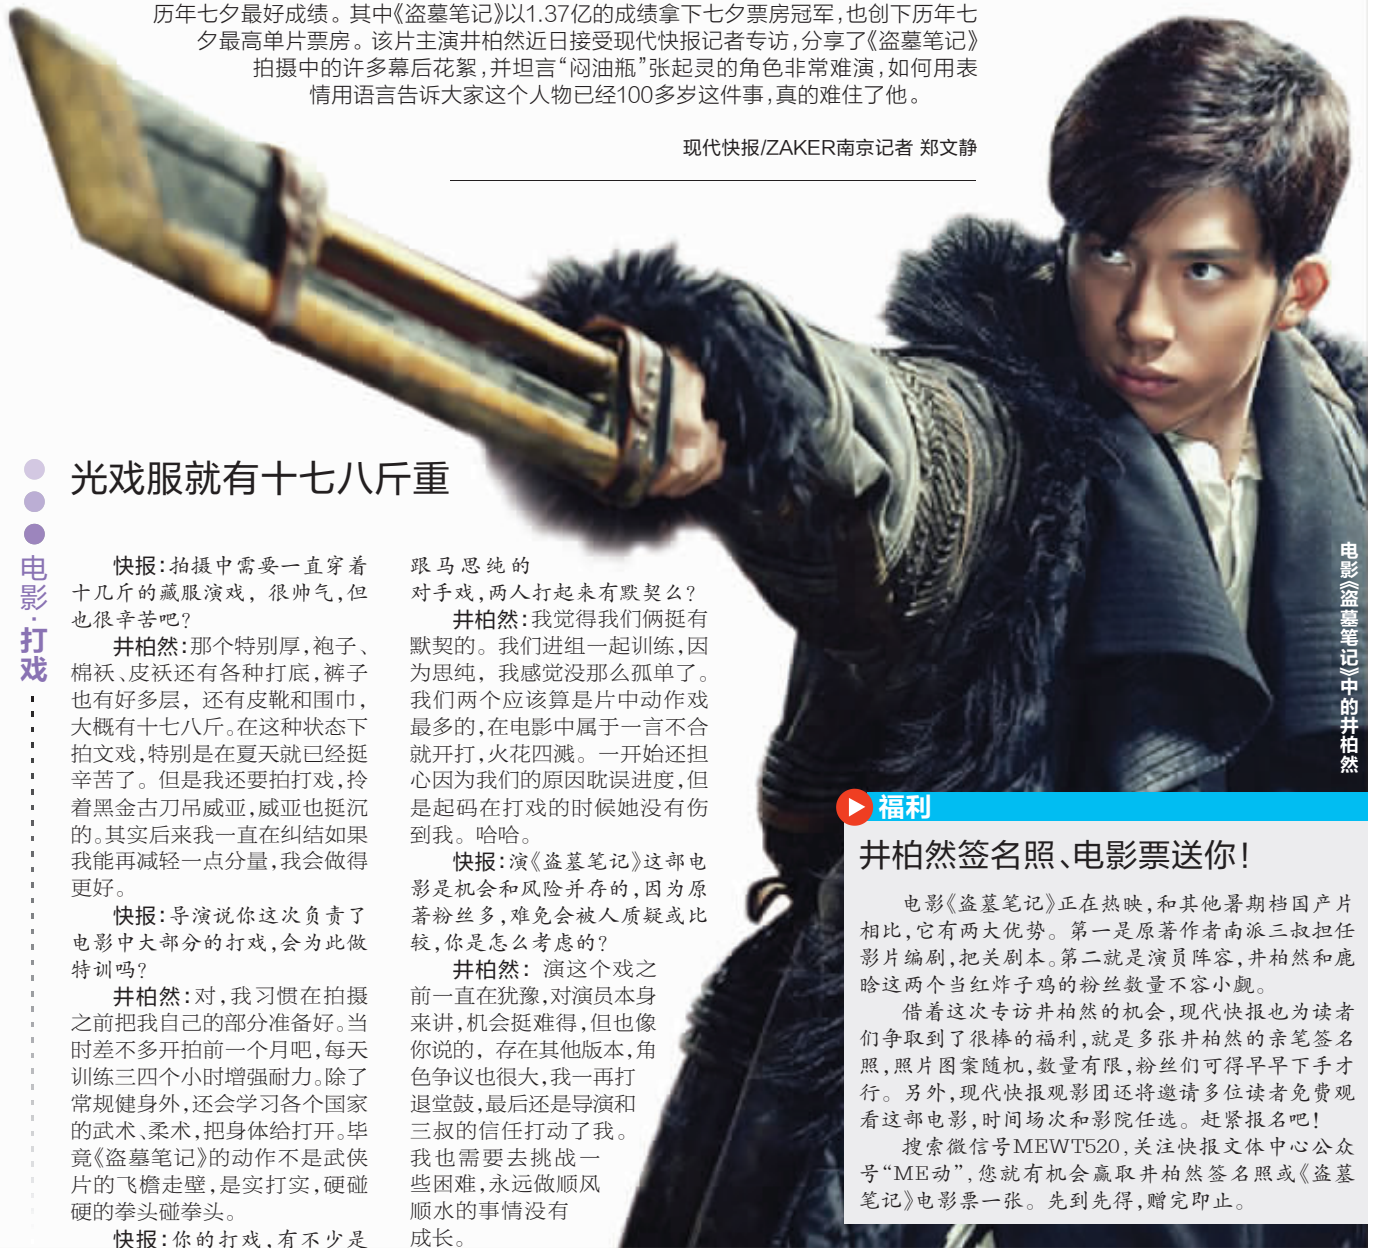 历年七夕最好成绩。其中《盗墓笔记》以1.37亿的成绩拿下七夕票房冠军,也创下历年七
夕最高单片票房。该片主演井柏然近日接受现代快报记者专访,分享了《盗墓笔记》
拍摄中的许多幕后花絮,并坦言“闷油瓶”张起灵的角色非常难演,如何用表
情用语言告诉大家这个人物已经100多岁这件事,真的难住了他。
现代快报/ZAKER南京记者 郑文静
电影·打戏
光戏服就有十七八斤重
快报:拍摄中需要一直穿着
十几斤的藏服演戏，很帅气,但
也很辛苦吧?
井柏然:那个特别厚,袍子、
棉袄、皮袄还有各种打底,裤子
也有好多层，还有皮靴和围巾,
大概有十七八斤。在这种状态下
拍文戏,特别是在夏天就已经挺
辛苦了。但是我还要拍打戏,拎
着黑金古刀吊威亚,威亚也挺沉
的。其实后来我一直在纠结如果
我能再减轻一点分量,我会做得
更好。
快报:导演说你这次负责了
电影中大部分的打戏,会为此做
特训吗?
井柏然:对,我习惯在拍摄
之前把我自己的部分准备好。当
时差不多开拍前一个月吧,每天
训练三四个小时增强耐力。除了
常规健身外,还会学习各个国家
的武术、柔术,把身体给打开。毕
竟《盗墓笔记》的动作不是武侠
片的飞檐走壁,是实打实,硬碰
硬的拳头碰拳头。
快报:你的打戏,有不少是
跟马思纯的
对手戏,两人打起来有默契么?
井柏然:我觉得我们俩挺有
默契的。我们进组一起训练,因
为思纯，我感觉没那么孤单了。
我们两个应该算是片中动作戏
最多的,在电影中属于一言不合
就开打,火花四溅。一开始还担
心因为我们的原因耽误进度,但
是起码在打戏的时候她没有伤
到我。哈哈。
快报:演《盗墓笔记》这部电
影是机会和风险并存的,因为原
著粉丝多,难免会被人质疑或比
较,你是怎么考虑的?
井柏然：演这个戏之
前一直在犹豫,对演员本身
来讲,机会挺难得,但也像
你说的，存在其他版本,角
色争议也很大,我一再打
退堂鼓,最后还是导演和
三叔的信任打动了我。
我也需要去挑战一
些困难,永远做顺风
顺水的事情没有
成长。
电影《盗墓笔记》中的井柏然
福利
井柏然签名照、电影票送你!
电影《盗墓笔记》正在热映,和其他暑期档国产片
相比,它有两大优势。第一是原著作者南派三叔担任
影片编剧,把关剧本。第二就是演员阵容,井柏然和鹿
晗这两个当红炸子鸡的粉丝数量不容小觑。
借着这次专访井柏然的机会,现代快报也为读者
们争取到了很棒的福利,就是多张井柏然的亲笔签名
照,照片图案随机,数量有限,粉丝们可得早早下手才
行。另外,现代快报观影团还将邀请多位读者免费观
看这部电影,时间场次和影院任选。赶紧报名吧!
搜索微信号MEWT520,关注快报文体中心公众
号“ME动”,您就有机会赢取井柏然签名照或《盗墓
笔记》电影票一张。先到先得,赠完即止。